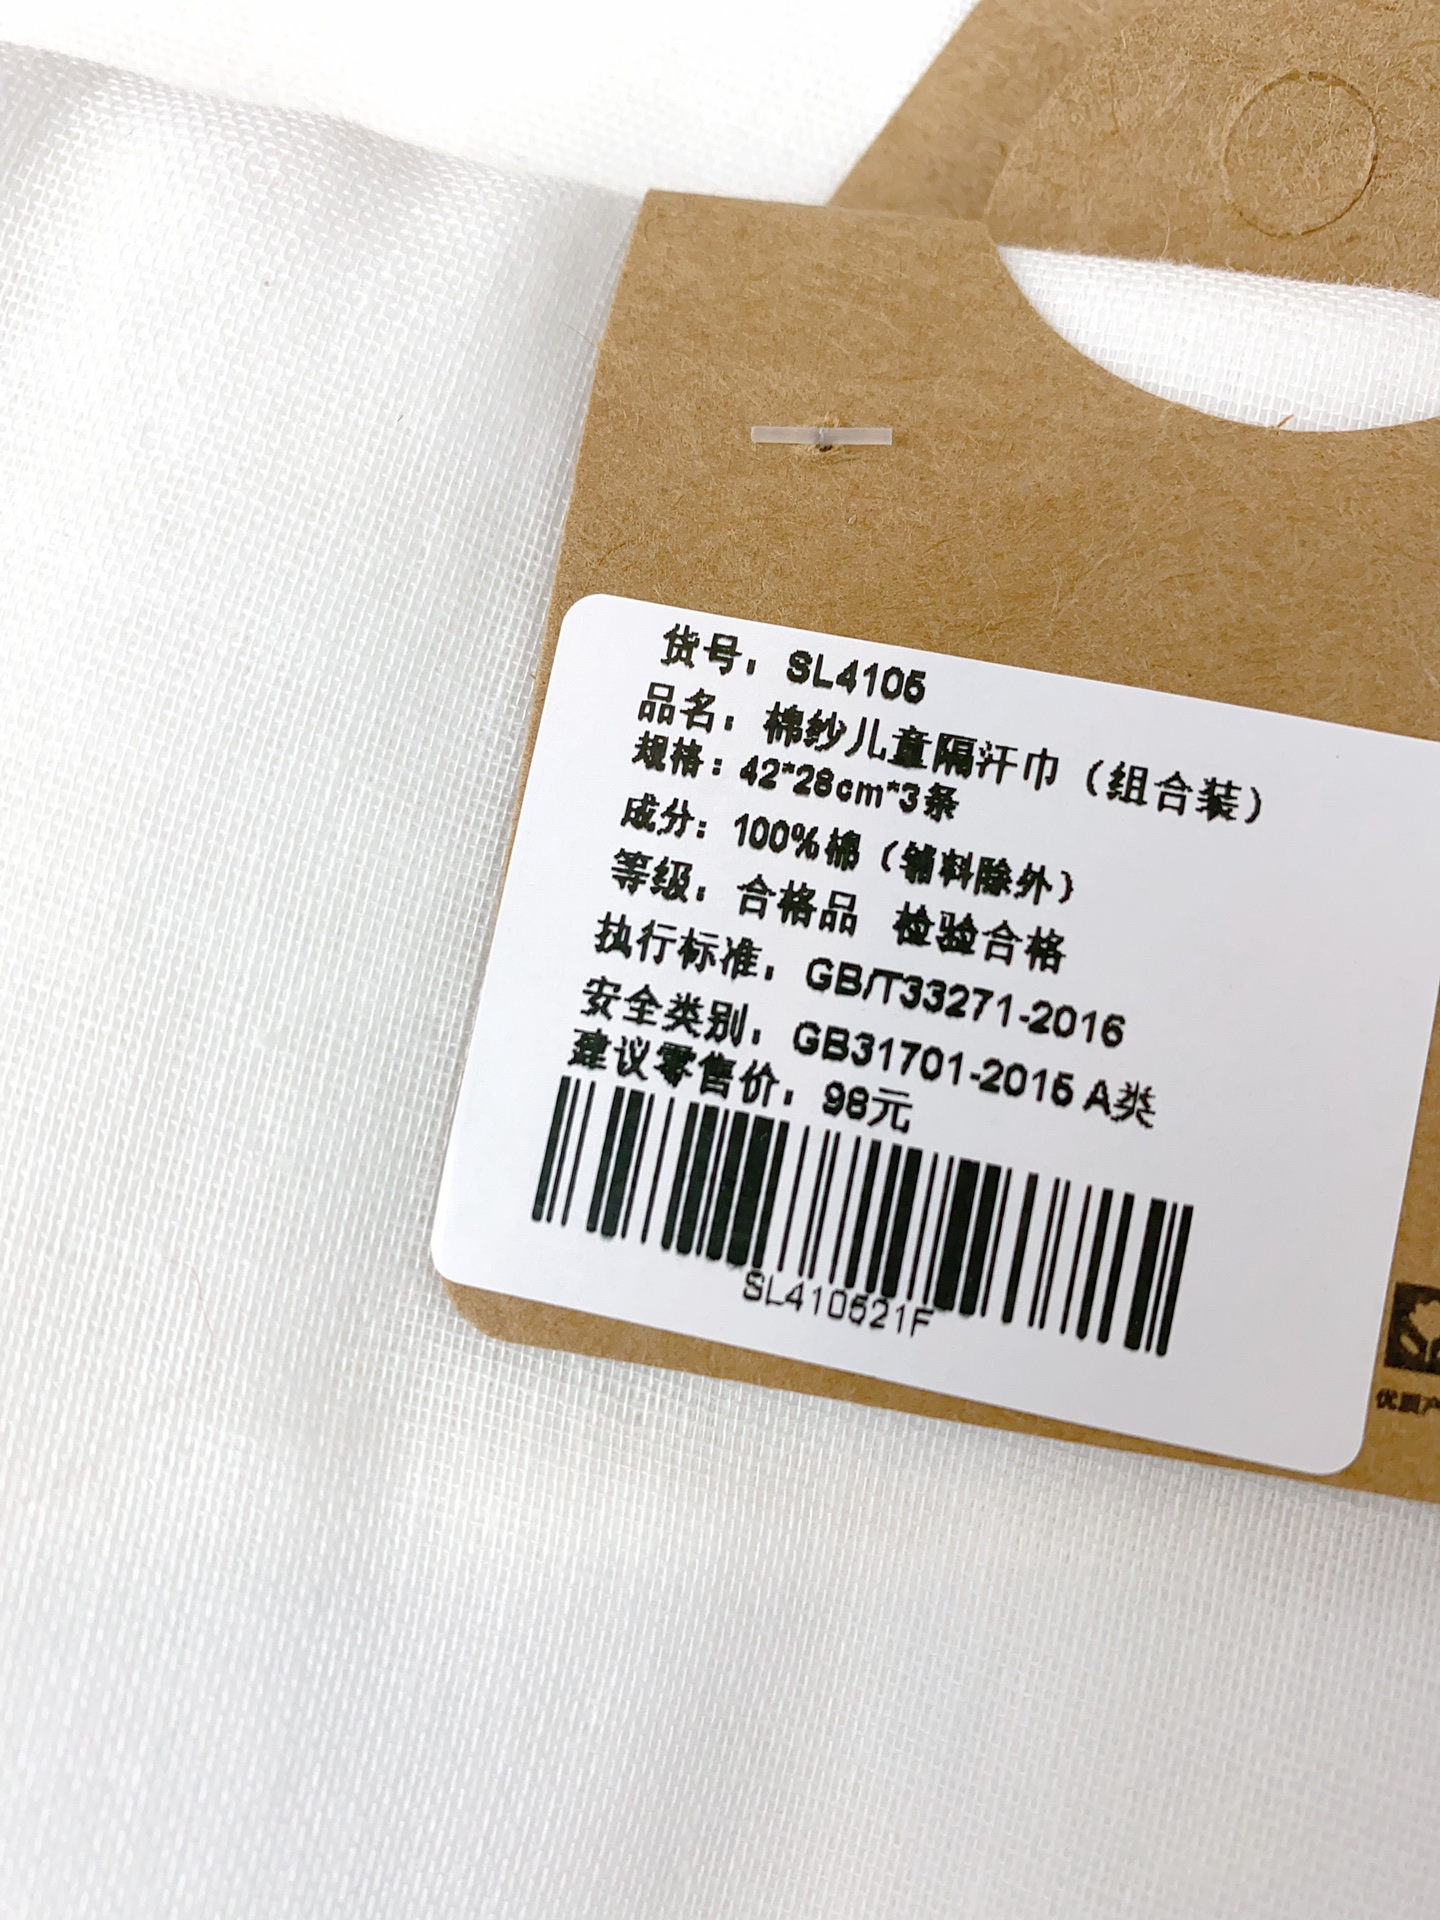 货号：SL4105
品名：棉纱儿童隔汗巾（组合装）
规格：42*28cm*3条
成分：100%棉（辅料除外）
等级：合格品 检验合格
执行标准：GB/T33271-2016
安全类别：GB31701-2015 A类
建议零售价：98元
SL410521F
优质产